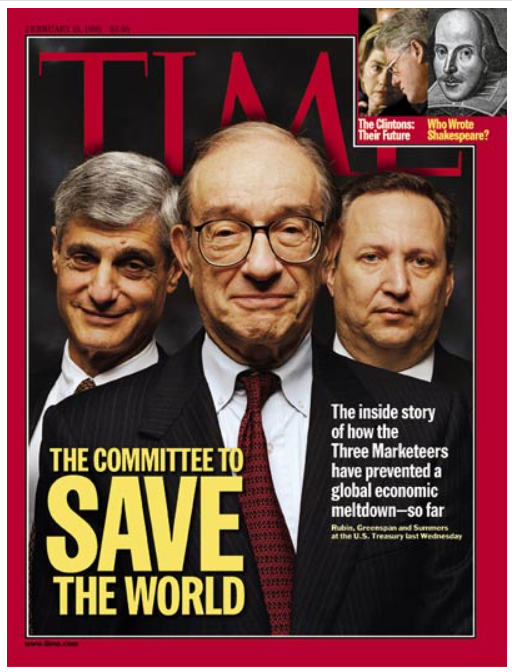 FEBRUARY 15, 1999 $3.50
TIME
The Clintons:
Their Future
Who Wrote
Shakespeare?
The inside story
of how the
Three Marketeers
have prevented a
global economic
meltdown—so far
Rubin, Greenspan and Summers
at the U.S. Treasury last Wednesday
THE COMMITTEE TO
SAVE
THE WORLD
www.time.com